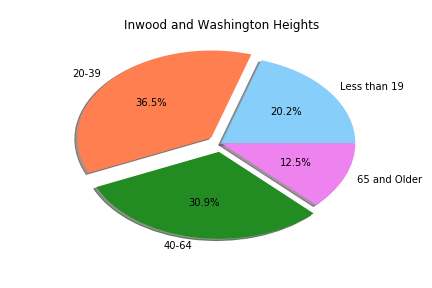 Inwood and Washington Heights
20-39
Less than 19
36.5%
20.2%
12.5%
65 and Older
30.9%
40-64